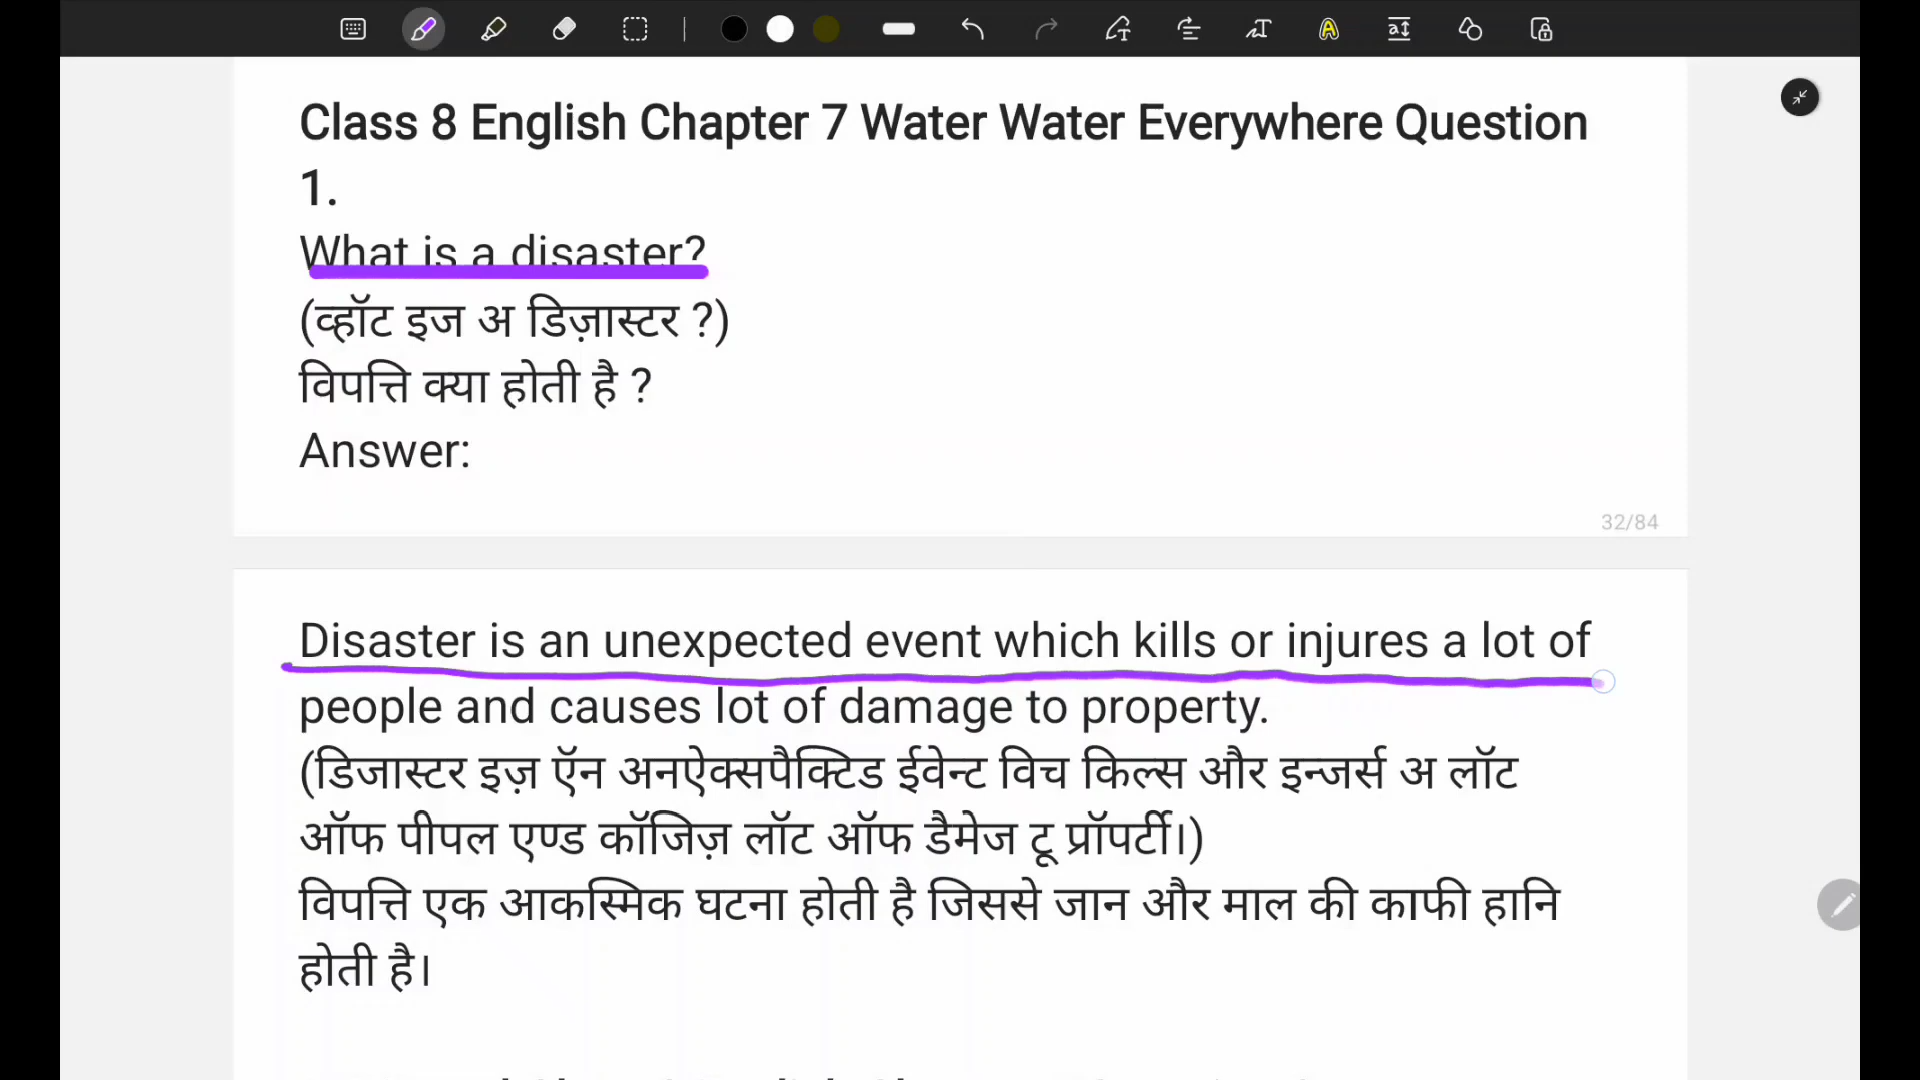 Class 8 English Chapter 7 Water Water Everywhere Question
1.
What is a disaster?
(व्हॉट इज अ डिज़ास्टर ?)
विपत्ति क्या होती है ?
Answer:
32/84
Disaster is an unexpected event which kills or injures a lot of
people and causes lot of damage to property.
(डिजास्टर इज़ ऍन अनऐक्सपैक्टिड ईवेन्ट विच किल्स और इन्जर्स अ लॉट
ऑफ पीपल एण्ड कॉजिज़ लॉट ऑफ डैमेज टू प्रॉपर्टी।)
विपत्ति एक आकस्मिक घटना होती है जिससे जान और माल की काफी हानि
होती है।